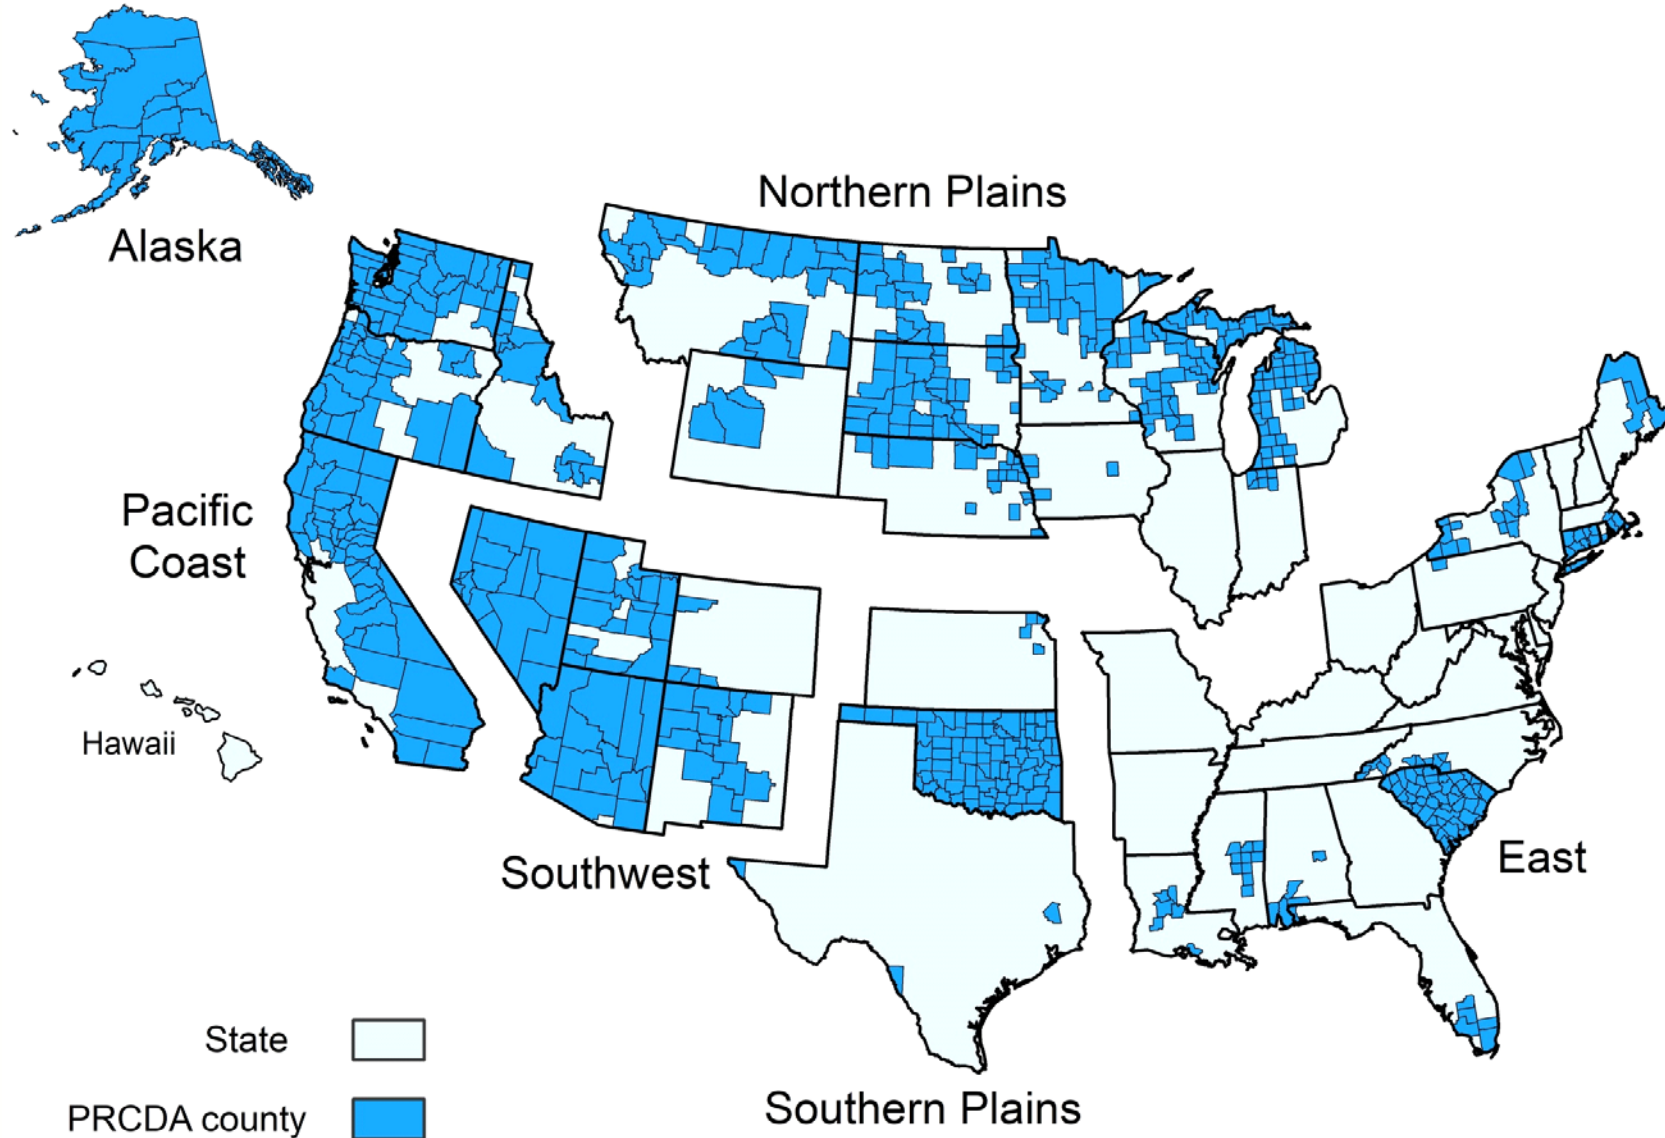 Northern Plains
Alaska
Pacific
Coast
Hawaii
Southwest
East
State
Southern Plains
PRCDA county